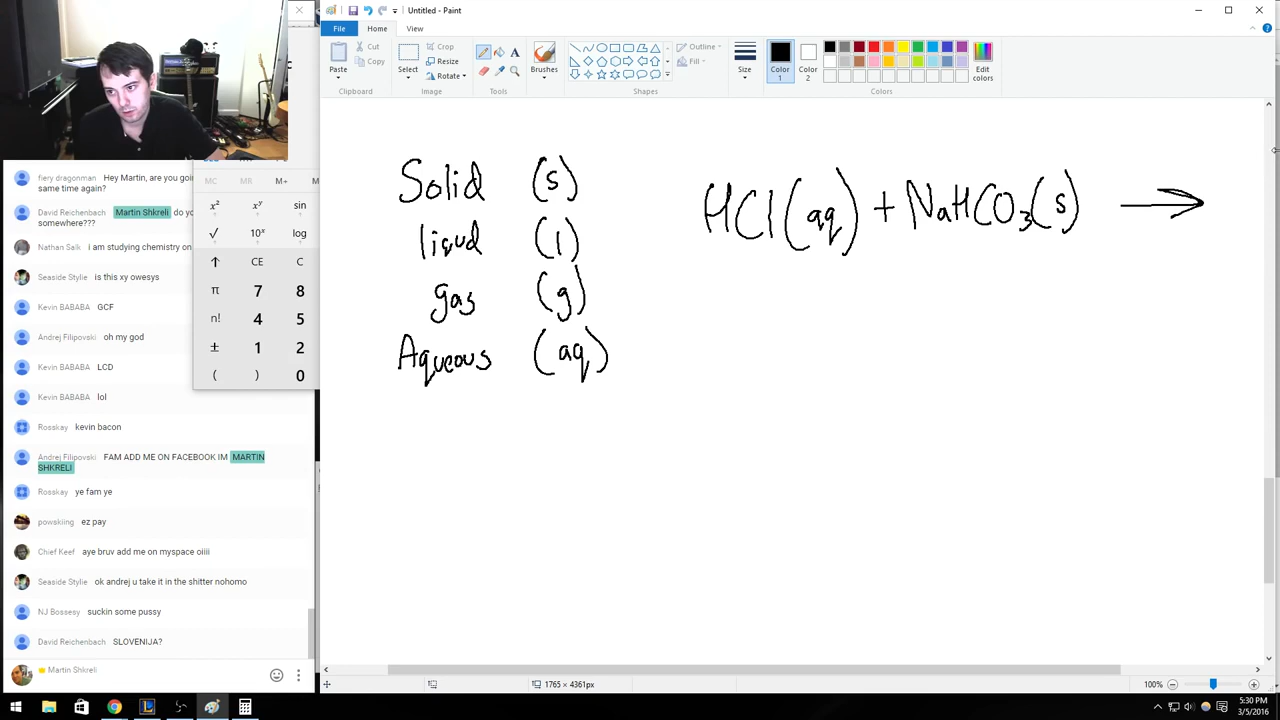 Untitled - Paint
File Home View
Paste Cut Copy Clipboard
Select Crop Resize Rotate Image
Tools
Brushes
Outline Fill Shapes
Size
Color 1 Color 2
Edit colors
Colors
fiery dragonman Hey Martin, are you goin
same time again?
David Reichenbach Martin Shkreli do yo
somewhere???
Nathan Salk i am studying chemistry on
Seaside Stylie is this xy owesys
Kevin BABABA GCF
Andrej Filipovski oh my god
Kevin BABABA LCD
Kevin BABABA lol
Rosskay kevin bacon
Andrej Filipovski FAM ADD ME ON FACEBOOK IM MARTIN
SHKRELI
Rosskay ye fam ye
powskiing ez pay
Chief Keef aye bruv add me on myspace oiiii
Seaside Stylie ok andrej u take it in the shitter nohomo
NJ Bossesy suckin some pussy
David Reichenbach SLOVENIJA?
Martin Shkreli
MC MR M+ M
x² xʸ sin
√ 10ˣ log
↑ CE C
π 7 8
n! 4 5
± 1 2
( ) 0
Solid (s)
liqud (l)
gas (g)
Aqueous (aq)
HCl(aq) + NaHCO₃(s) →
1765 × 4361px
100%
5:30 PM
3/5/2016